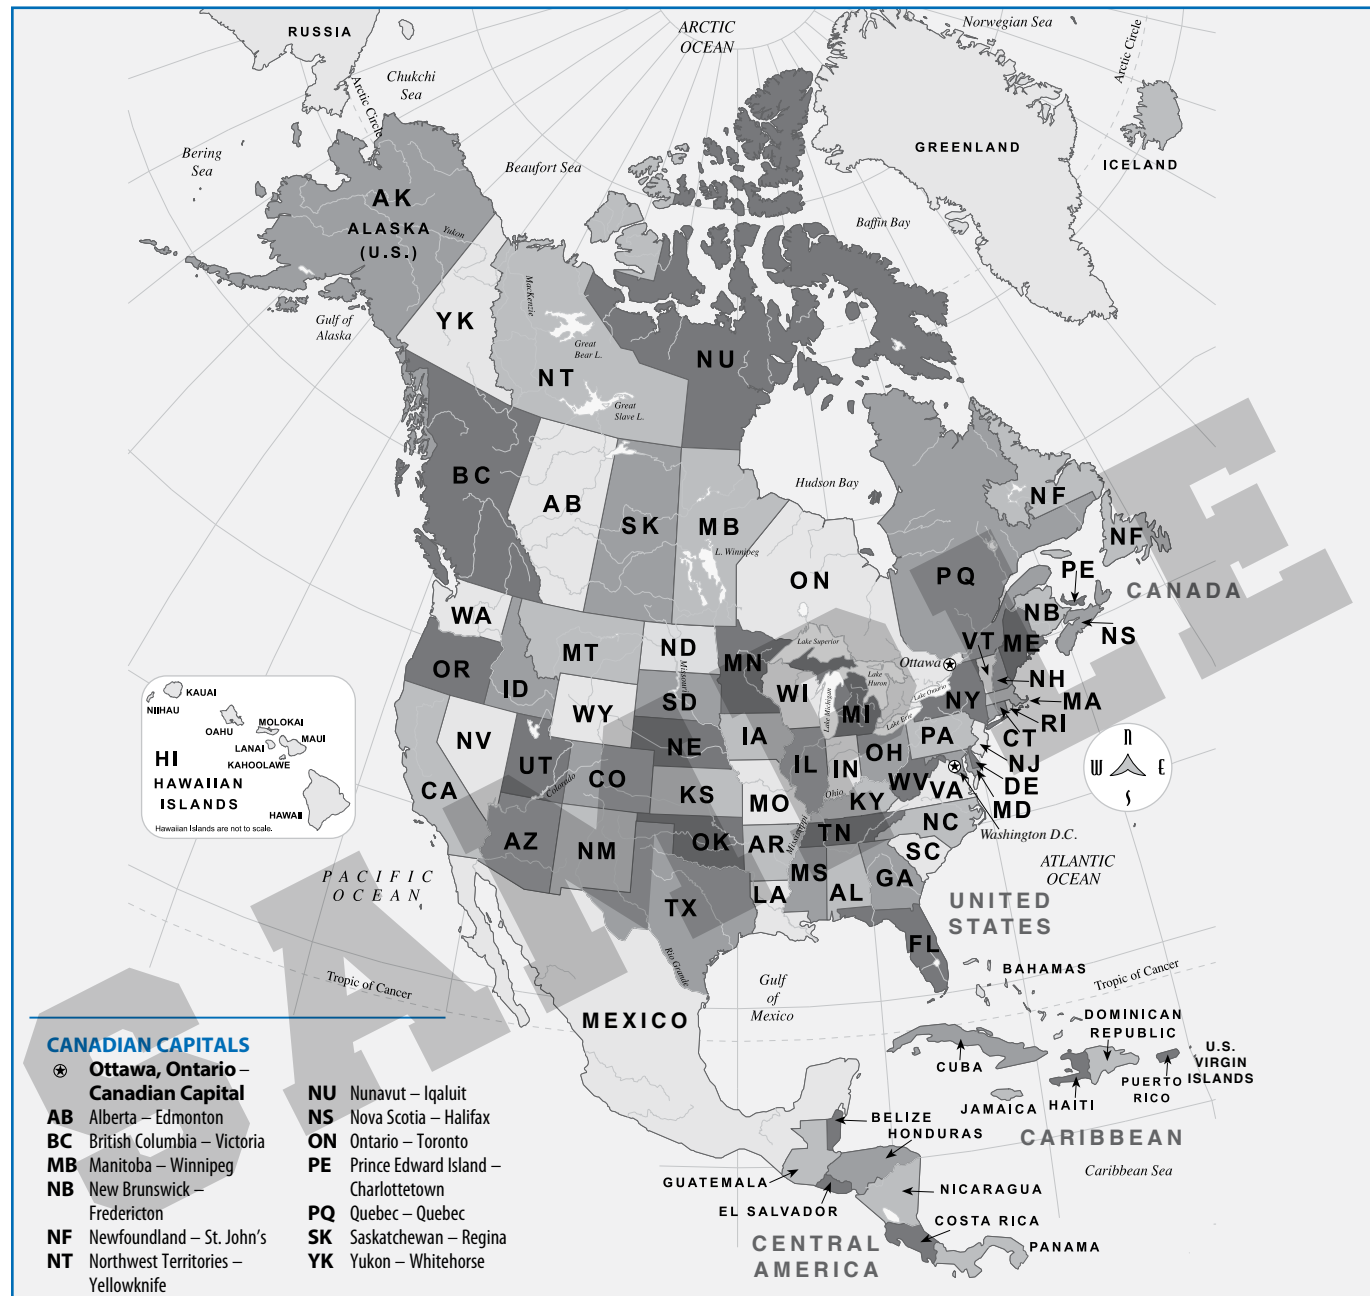 RUSSIA
ARCTIC
OCEAN
Norwegian Sea
Arctic Circle
Chukchi
Sea
Arctic Circle
Bering
Sea
Beaufort Sea
GREENLAND
ICELAND
Baffin Bay
AK
ALASKA
(U.S.)
Yukon
Gulf of
Alaska
MacKenzie
YK
Great
Bear L.
NT
NU
Great
Slave L.
BC
AB
SK
MB
L. Winnipeg
Hudson Bay
ON
PQ
NF
NF
PE
NB
NS
CANADA
WA
OR
ID
MT
ND
MN
Lake Superior
Ottawa
VT
ME
NH
MA
RI
CT
NY
Lake Ontario
Lake Huron
Lake Michigan
Lake Erie
WI
MI
SD
Missouri
WY
NV
UT
NE
IA
PA
NJ
DE
MD
N
W
E
S
CA
Colorado
CO
KS
MO
IL
IN
OH
Ohio
WV
VA
KY
Washington D.C.
AZ
NM
OK
AR
Mississippi
TN
NC
SC
TX
LA
MS
AL
GA
FL
Rio Grande
KAUAI
NIIHAU
OAHU
MOLOKAI
LANAI
MAUI
KAHOOLAWE
HI
HAWAIIAN
ISLANDS
HAWAII
Hawaiian Islands are not to scale.
PACIFIC
OCEAN
ATLANTIC
OCEAN
UNITED
STATES
Tropic of Cancer
MEXICO
Gulf
of
Mexico
BAHAMAS
Tropic of Cancer
DOMINICAN
REPUBLIC
U.S.
VIRGIN
ISLANDS
PUERTO
RICO
CUBA
JAMAICA
HAITI
CARIBBEAN
Caribbean Sea
BELIZE
HONDURAS
GUATEMALA
EL SALVADOR
NICARAGUA
COSTA RICA
PANAMA
CENTRAL
AMERICA
SAMPLE
CANADIAN CAPITALS
Ottawa, Ontario –
Canadian Capital
AB Alberta – Edmonton
BC British Columbia – Victoria
MB Manitoba – Winnipeg
NB New Brunswick –
Fredericton
NF Newfoundland – St. John's
NT Northwest Territories –
Yellowknife
NU Nunavut – Iqaluit
NS Nova Scotia – Halifax
ON Ontario – Toronto
PE Prince Edward Island –
Charlottetown
PQ Quebec – Quebec
SK Saskatchewan – Regina
YK Yukon – Whitehorse